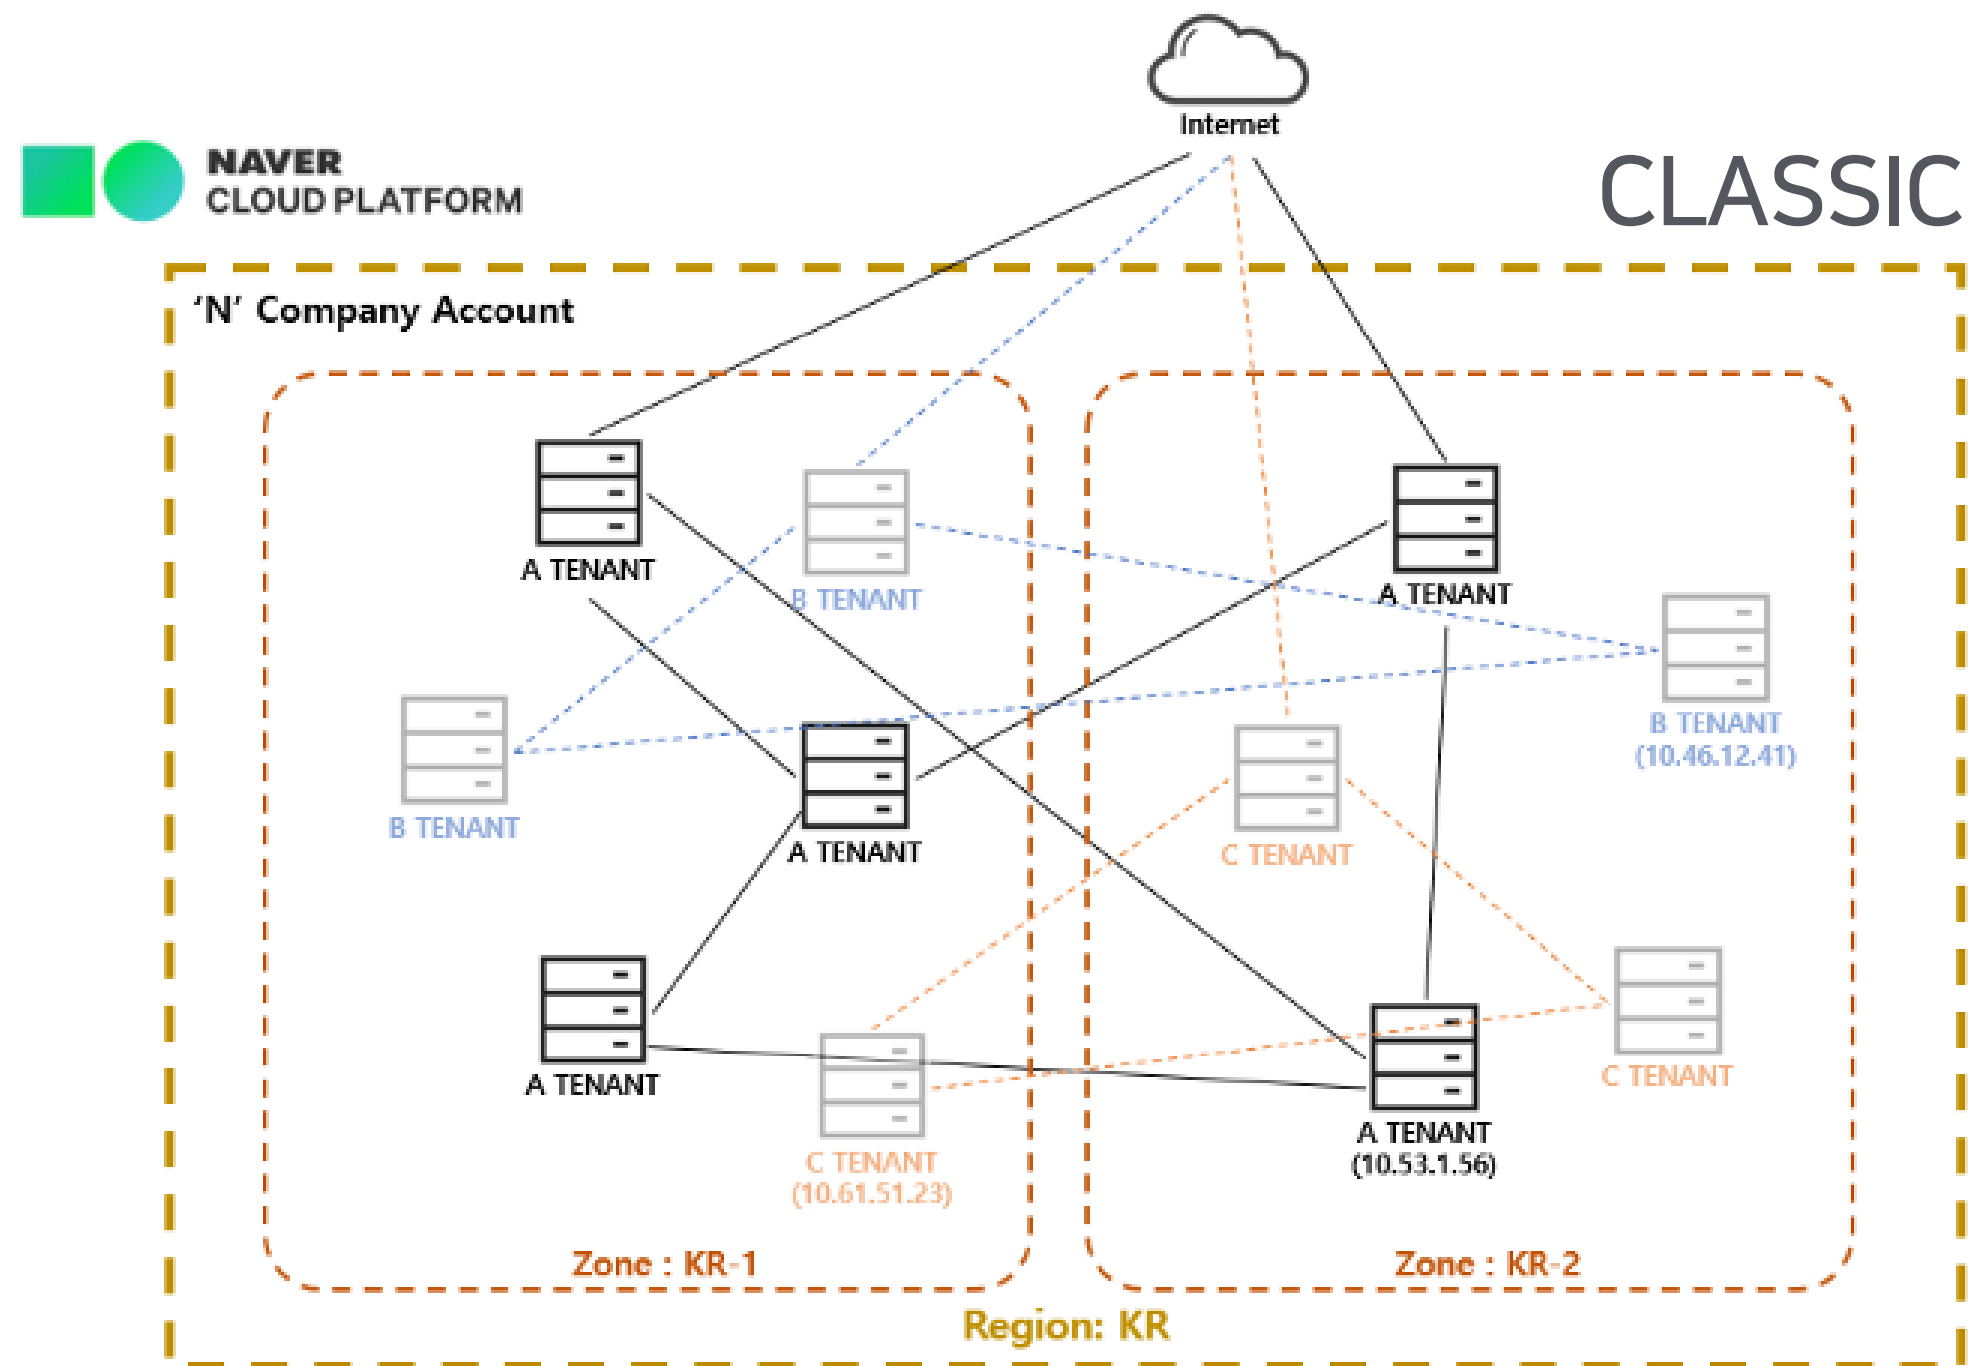 Internet
NAVER
CLOUD PLATFORM
CLASSIC
'N' Company Account
A TENANT
B TENANT
A TENANT
B TENANT
(10.46.12.41)
B TENANT
A TENANT
C TENANT
A TENANT
C TENANT
C TENANT
(10.61.51.23)
A TENANT
(10.53.1.56)
Zone : KR-1
Zone : KR-2
Region: KR